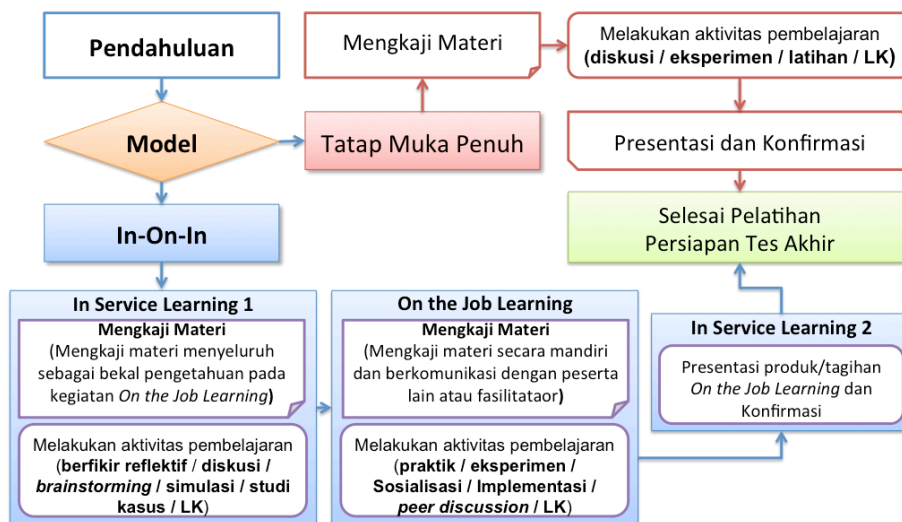 Pendahuluan
Model
Tatap Muka Penuh
Mengkaji Materi
Melakukan aktivitas pembelajaran
(diskusi / eksperimen / latihan / LK)
Presentasi dan Konfirmasi
Selesai Pelatihan
Persiapan Tes Akhir
In-On-In
In Service Learning 1
Mengkaji Materi
(Mengkaji materi menyeluruh
sebagai bekal pengetahuan pada
kegiatan On the Job Learning)
Melakukan aktivitas pembelajaran
(berfikir reflektif / diskusi /
brainstorming / simulasi / studi
kasus / LK)
On the Job Learning
Mengkaji Materi
(Mengkaji materi secara mandiri
dan berkomunikasi dengan peserta
lain atau fasilitataor)
Melakukan aktivitas pembelajaran
(praktik / eksperimen /
Sosialisasi / Implementasi /
peer discussion / LK)
In Service Learning 2
Presentasi produk/tagihan
On the Job Learning dan
Konfirmasi